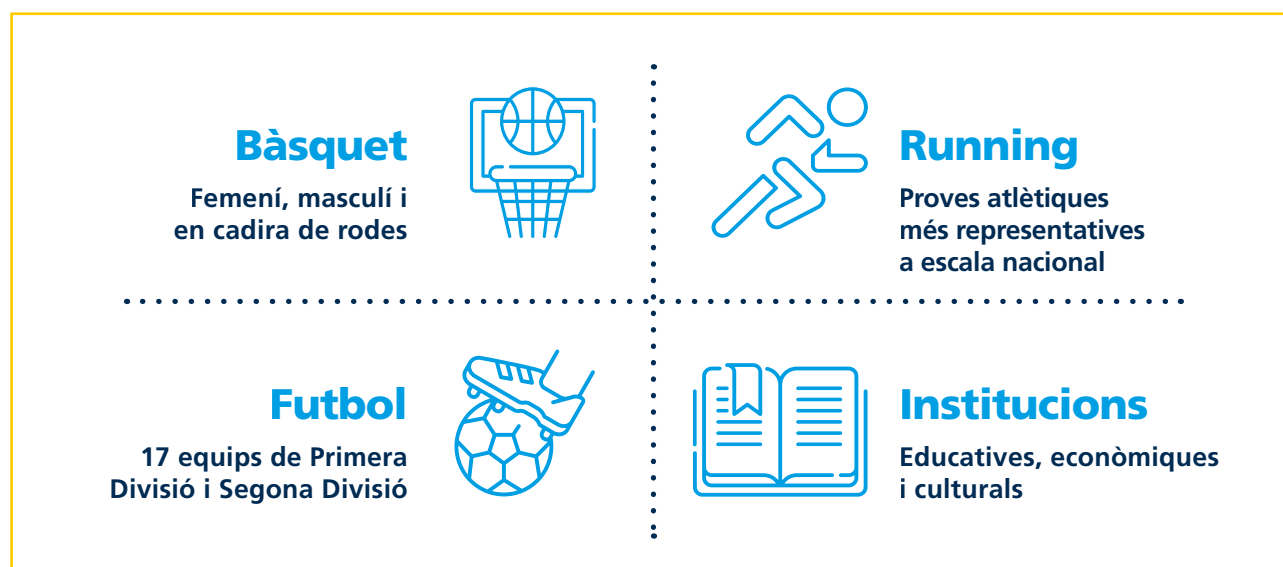 Bàsquet
Femení, masculí i
en cadira de rodes
Running
Proves atlètiques
més representatives
a escala nacional
Futbol
17 equips de Primera
Divisió i Segona Divisió
Institucions
Educatives, econòmiques
i culturals